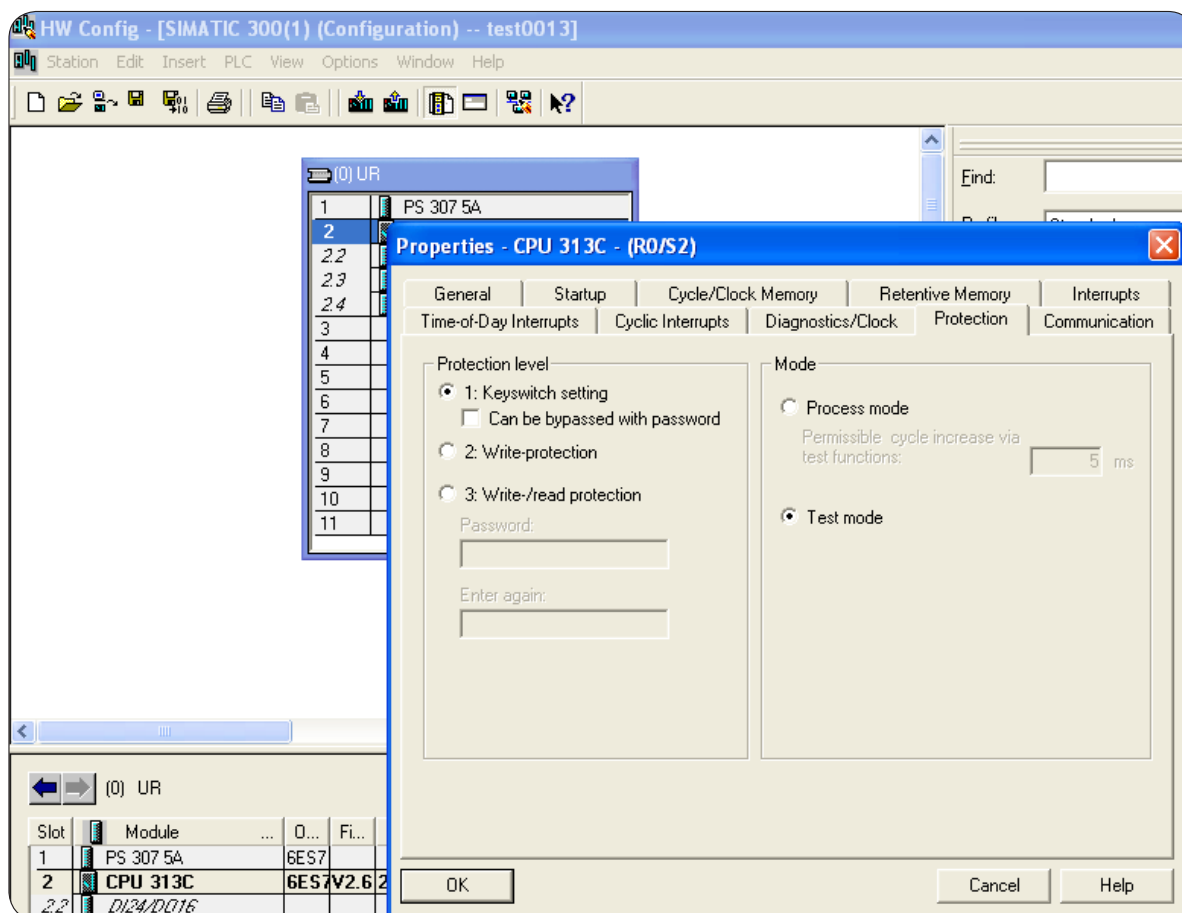 HW Config - [SIMATIC 300(1) (Configuration) -- test0013]
Station Edit Insert PLC View Options Window Help
(0) UR
1 PS 307 5A
2
2.2
2.3
2.4
3
4
5
6
7
8
9
10
11
Find:
Properties - CPU 313C - (R0/S2)
General Startup Cycle/Clock Memory Retentive Memory Interrupts
Time-of-Day Interrupts Cyclic Interrupts Diagnostics/Clock Protection Communication
Protection level
1: Keyswitch setting
Can be bypassed with password
2: Write-protection
3: Write-/read protection
Password:
Enter again:
Mode
Process mode
Permissible cycle increase via
test functions:
5 ms
Test mode
OK Cancel Help
(0) UR
Slot Module ... O... Fi...
1 PS 307 5A 6ES7
2 CPU 313C 6ES7 V2.6 2
2.2 DI24/DO16